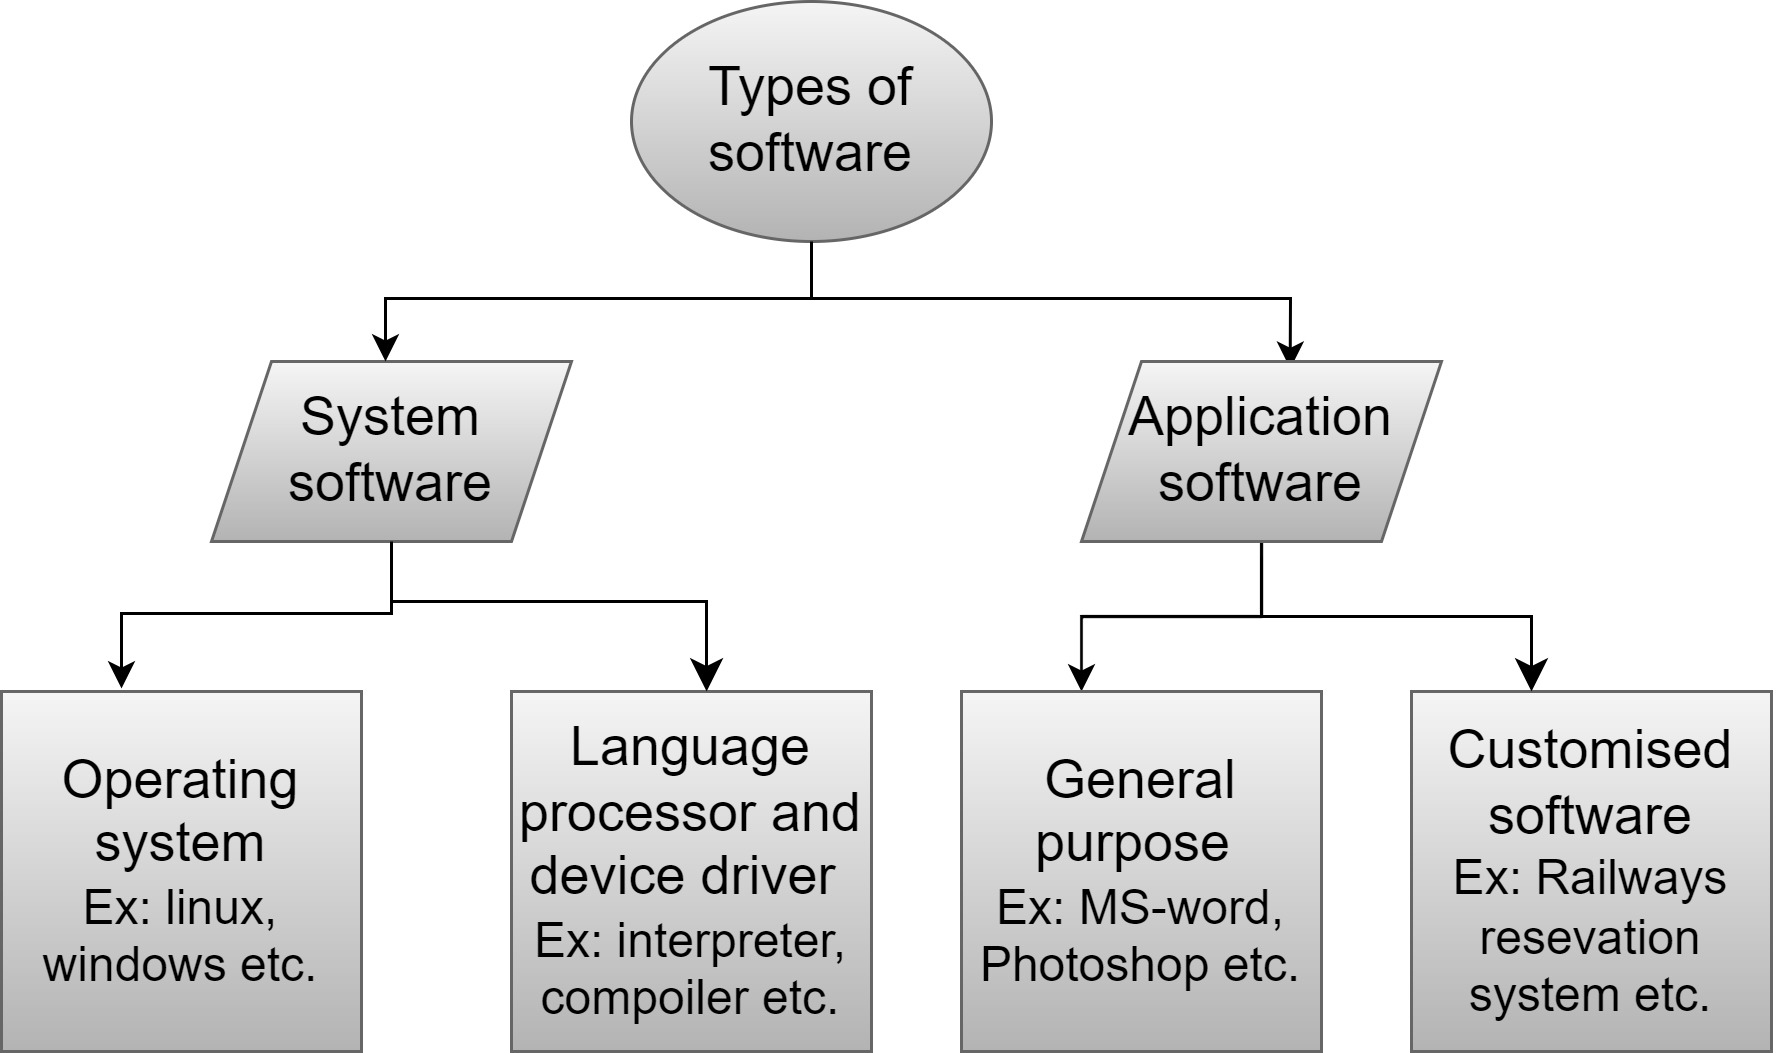 Types of
software
System
software
Application
software
Operating
system
Ex: linux,
windows etc.
Language
processor and
device driver
Ex: interpreter,
compoiler etc.
General
purpose
Ex: MS-word,
Photoshop etc.
Customised
software
Ex: Railways
resevation
system etc.